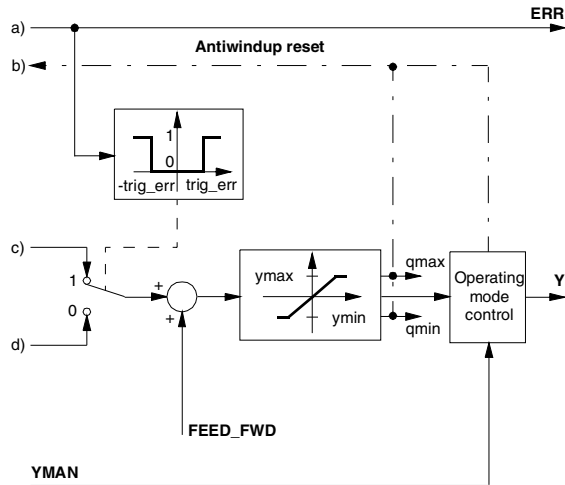 a)
ERR
b)
Antiwindup reset
1
0
-trig_err
trig_err
c)
1
0
d)
+
+
ymax
ymin
qmax
qmin
Operating
mode
control
Y
FEED_FWD
YMAN